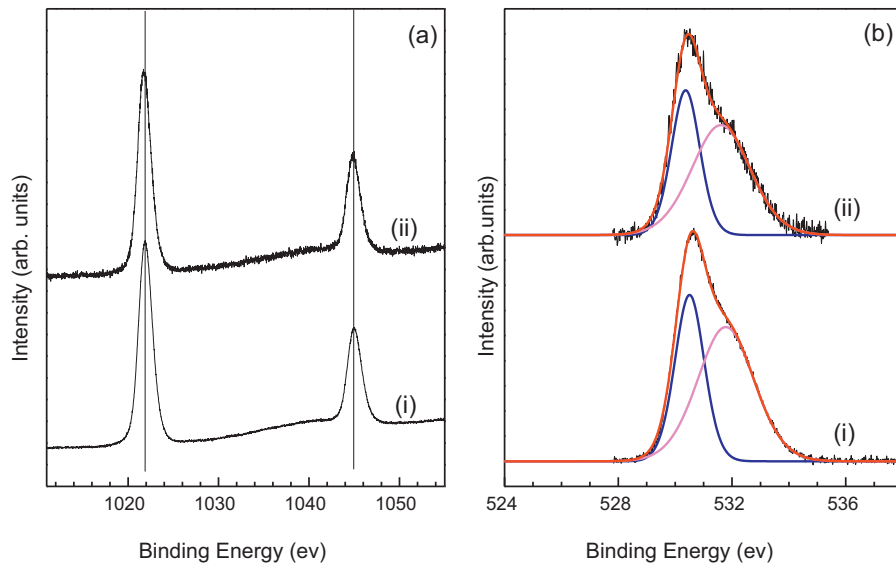 (a)
(ii)
(i)
Intensity (arb. units)
1020 1030 1040 1050
Binding Energy (ev)
(b)
(ii)
(i)
Intensity (arb.units)
524 528 532 536
Binding Energy (ev)